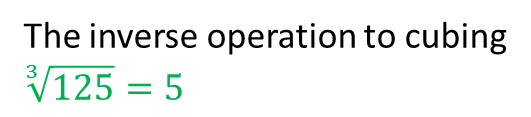 The inverse operation to cubing
∛125 = 5